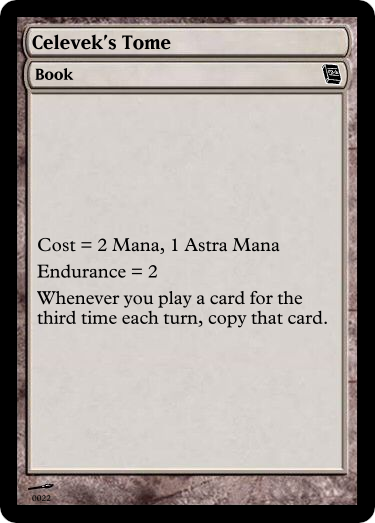 Celevek's Tome
Book
Cost = 2 Mana, 1 Astra Mana
Endurance = 2
Whenever you play a card for the
third time each turn, copy that card.
0022